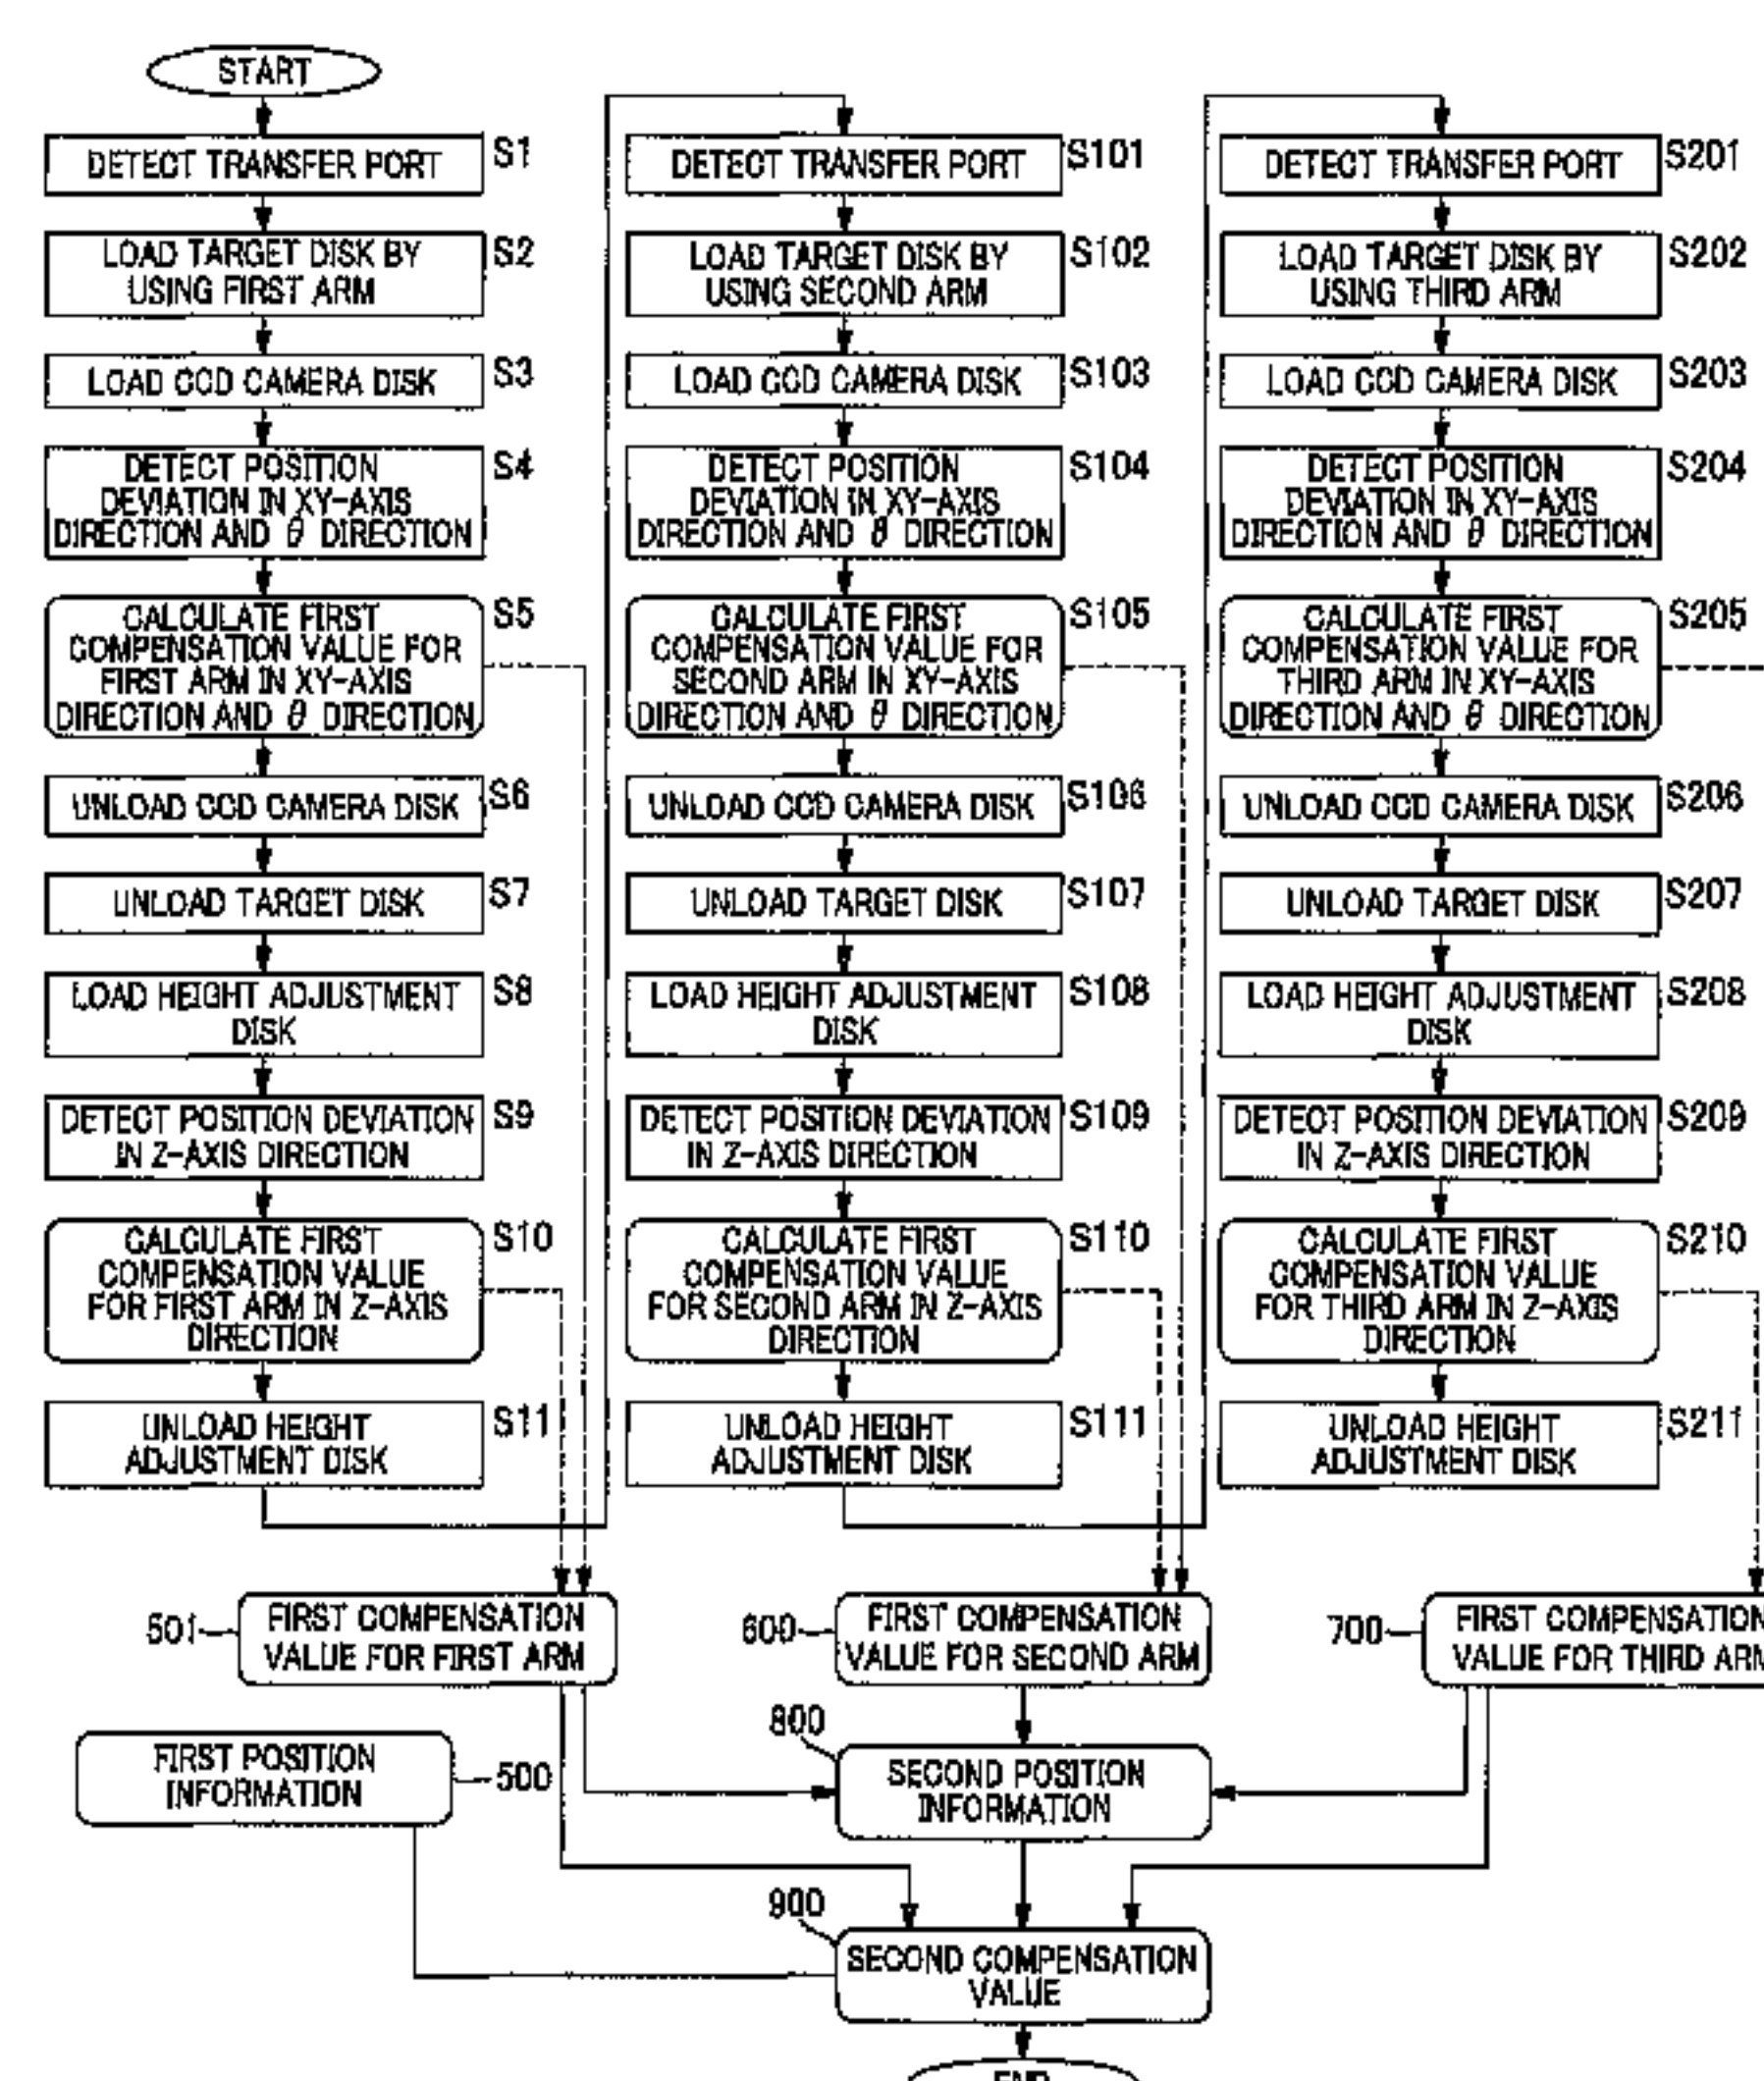 START
DETECT TRANSFER PORT
S1
LOAD TARGET DISK BY
USING FIRST ARM
S2
LOAD CCD CAMERA DISK
S3
DETECT POSITION
DEVIATION IN XY-AXIS
DIRECTION AND θ DIRECTION
S4
CALCULATE FIRST
COMPENSATION VALUE FOR
FIRST ARM IN XY-AXIS
DIRECTION AND θ DIRECTION
S5
UNLOAD CCD CAMERA DISK
S6
UNLOAD TARGET DISK
S7
LOAD HEIGHT ADJUSTMENT
DISK
S8
DETECT POSITION DEVIATION
IN Z-AXIS DIRECTION
S9
CALCULATE FIRST
COMPENSATION VALUE
FOR FIRST ARM IN Z-AXIS
DIRECTION
S10
UNLOAD HEIGHT
ADJUSTMENT DISK
S11
DETECT TRANSFER PORT
S101
LOAD TARGET DISK BY
USING SECOND ARM
S102
LOAD CCD CAMERA DISK
S103
DETECT POSITION
DEVIATION IN XY-AXIS
DIRECTION AND θ DIRECTION
S104
CALCULATE FIRST
COMPENSATION VALUE FOR
SECOND ARM IN XY-AXIS
DIRECTION AND θ DIRECTION
S105
UNLOAD CCD CAMERA DISK
S106
UNLOAD TARGET DISK
S107
LOAD HEIGHT ADJUSTMENT
DISK
S108
DETECT POSITION DEVIATION
IN Z-AXIS DIRECTION
S109
CALCULATE FIRST
COMPENSATION VALUE
FOR SECOND ARM IN Z-AXIS
DIRECTION
S110
UNLOAD HEIGHT
ADJUSTMENT DISK
S111
DETECT TRANSFER PORT
S201
LOAD TARGET DISK BY
USING THIRD ARM
S202
LOAD CCD CAMERA DISK
S203
DETECT POSITION
DEVIATION IN XY-AXIS
DIRECTION AND θ DIRECTION
S204
CALCULATE FIRST
COMPENSATION VALUE FOR
THIRD ARM IN XY-AXIS
DIRECTION AND θ DIRECTION
S205
UNLOAD CCD CAMERA DISK
S206
UNLOAD TARGET DISK
S207
LOAD HEIGHT ADJUSTMENT
DISK
S208
DETECT POSITION DEVIATION
IN Z-AXIS DIRECTION
S209
CALCULATE FIRST
COMPENSATION VALUE
FOR THIRD ARM IN Z-AXIS
DIRECTION
S210
UNLOAD HEIGHT
ADJUSTMENT DISK
S211
501
FIRST COMPENSATION
VALUE FOR FIRST ARM
600
FIRST COMPENSATION
VALUE FOR SECOND ARM
700
FIRST COMPENSATION
VALUE FOR THIRD ARM
FIRST POSITION
INFORMATION
500
800
SECOND POSITION
INFORMATION
900
SECOND COMPENSATION
VALUE
END